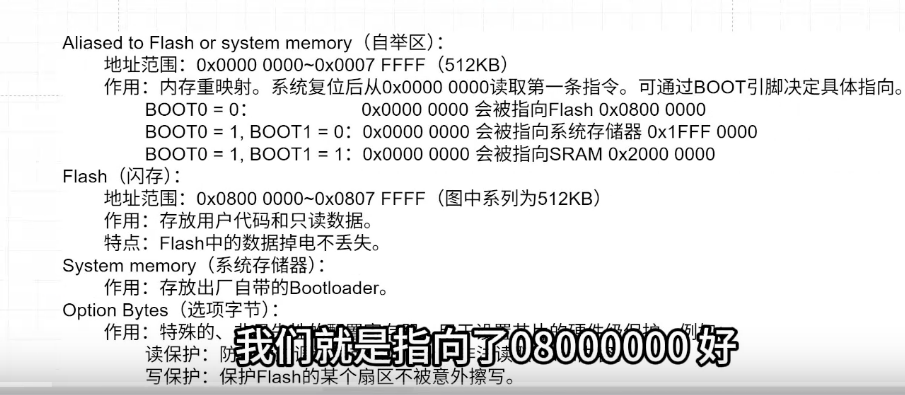 Aliased to Flash or system memory（自举区）：
地址范围：0x0000 0000~0x0007 FFFF（512KB）
作用：内存重映射。系统复位后从0x0000 0000读取第一条指令。可通过BOOT引脚决定具体指向。
BOOT0 = 0： 0x0000 0000 会被指向Flash 0x0800 0000
BOOT0 = 1, BOOT1 = 0：0x0000 0000 会被指向系统存储器 0x1FFF 0000
BOOT0 = 1, BOOT1 = 1：0x0000 0000 会被指向SRAM 0x2000 0000
Flash（闪存）：
地址范围：0x0800 0000~0x0807 FFFF（图中系列为512KB）
作用：存放用户代码和只读数据。
特点：Flash中的数据掉电不丢失。
System memory（系统存储器）：
作用：存放出厂自带的Bootloader。
Option Bytes（选项字节）：
作用：特殊的、
读保护：防
我们就是指向了08000000 好
写保护：保护Flash的某个扇区不被意外擦写。